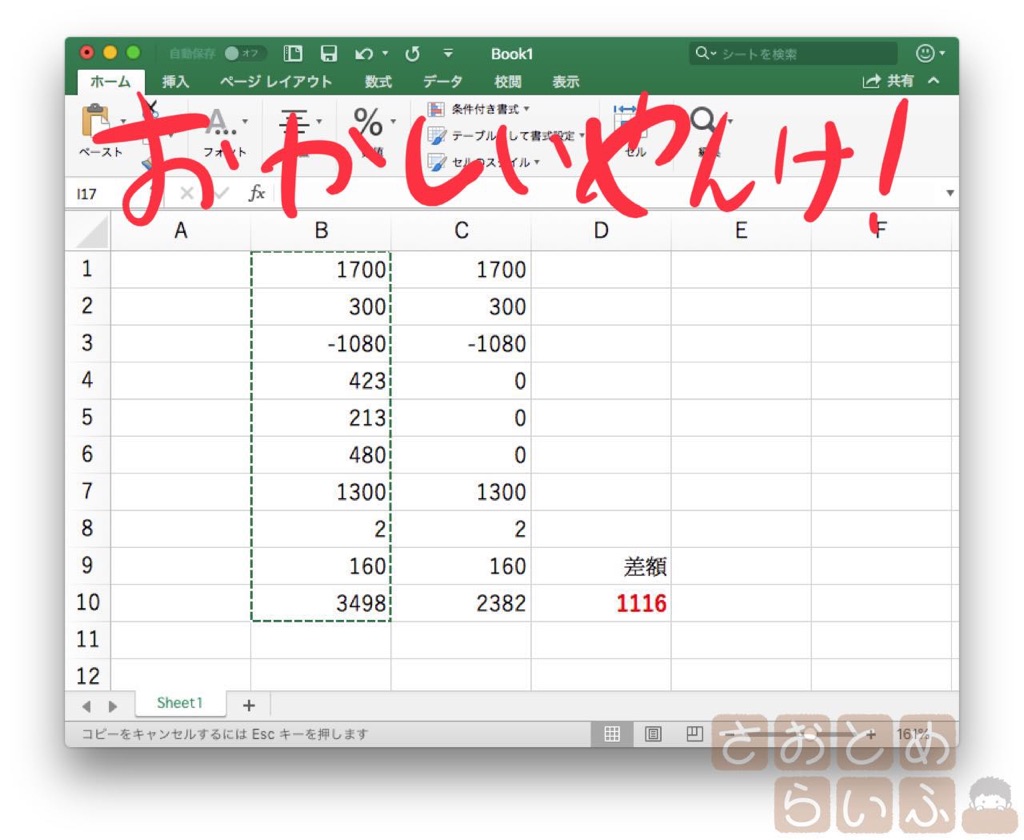 自動保存 オフ Book1 シートを検索
ホーム 挿入 ページ レイアウト 数式 データ 校閲 表示 共有
おかしいやんけ！
条件付き書式
ペースト フォント テーブルとして書式設定 セル
セルのスタイル
I17 fx
A B C D E F
1 1700 1700
2 300 300
3 -1080 -1080
4 423 0
5 213 0
6 480 0
7 1300 1300
8 2 2
9 160 160 差額
10 3498 2382 1116
11
12
Sheet1 +
コピーをキャンセルするには Esc キーを押します 161%
さおとめ
らいふ